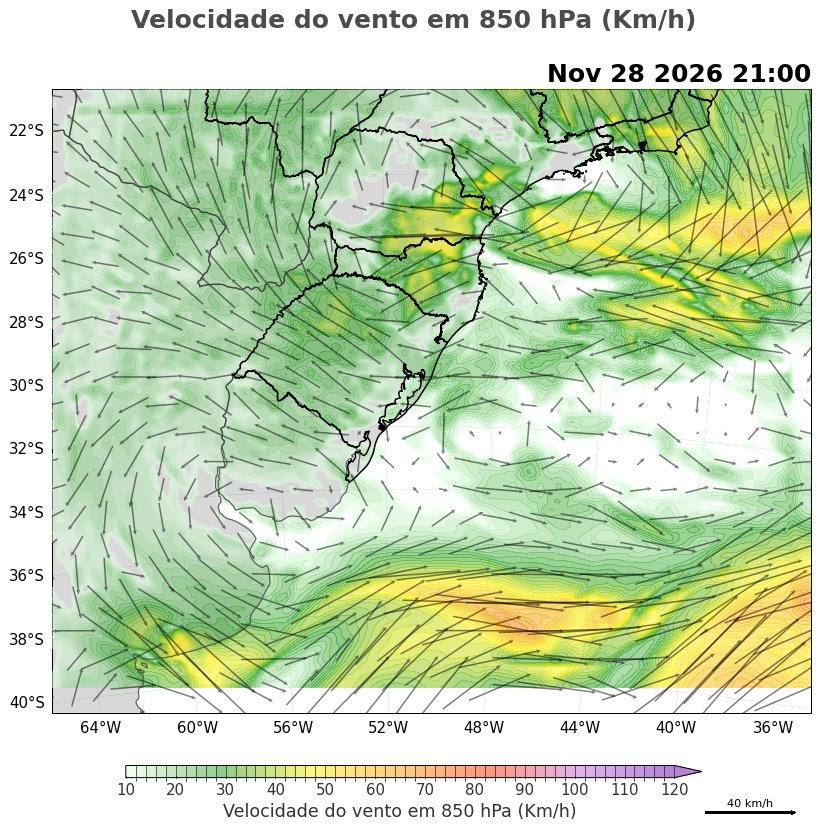 Velocidade do vento em 850 hPa (Km/h)
Nov 28 2026 21:00
22°S
24°S
26°S
28°S
30°S
32°S
34°S
36°S
38°S
40°S
64°W 60°W 56°W 52°W 48°W 44°W 40°W 36°W
10 20 30 40 50 60 70 80 90 100 110 120
Velocidade do vento em 850 hPa (Km/h)
40 km/h